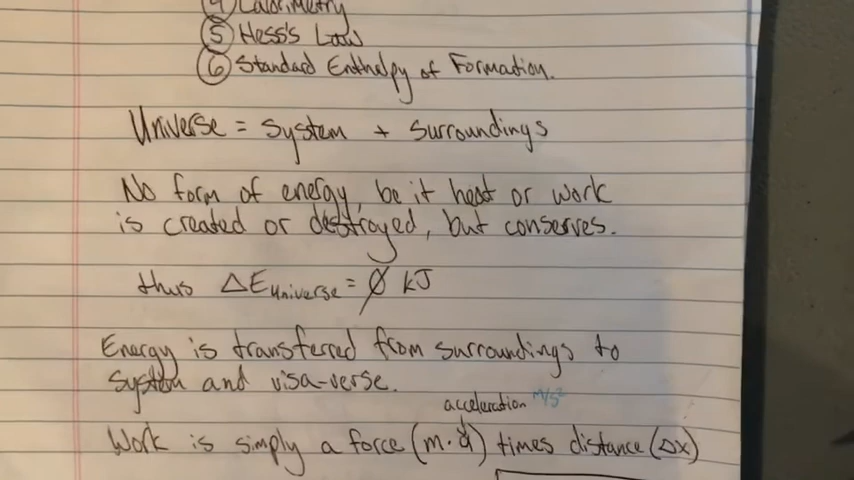 ④ Calorimetry
⑤ Hess's Law
⑥ Standard Enthalpy of Formation.
Universe = System + Surroundings
No form of energy, be it heat or work
is created or destroyed, but conserves.
thus ΔEuniverse = Ø kJ
Energy is transferred from surroundings to
system and visa-verse.
acceleration m/s²
Work is simply a force (m·a) times distance (Δx)